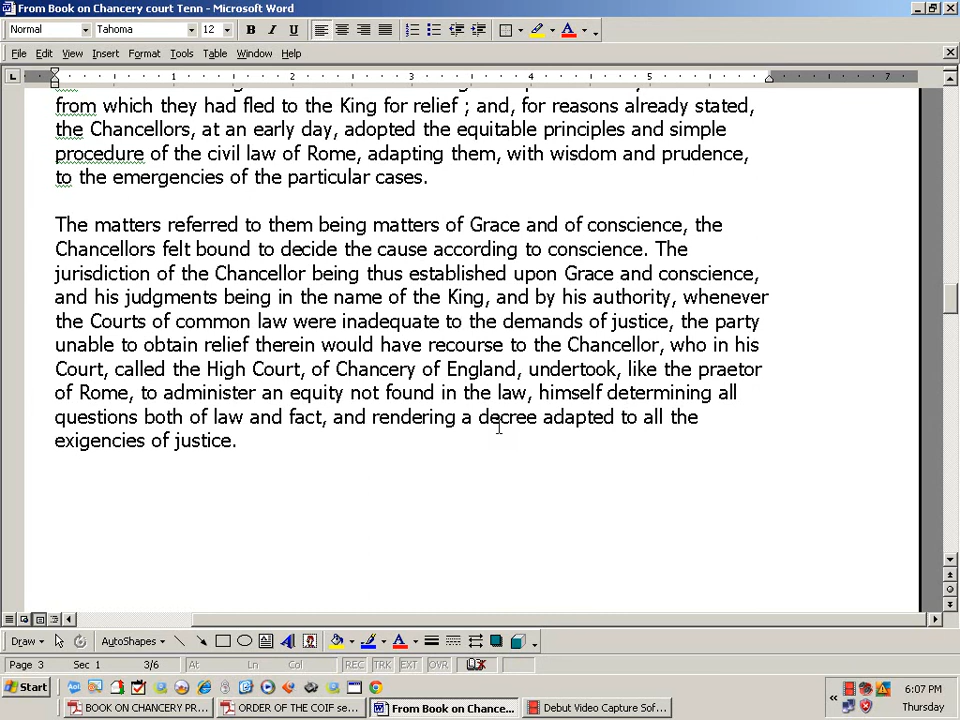 From Book on Chancery court Tenn - Microsoft Word
Normal Tahoma 12 B I U
File Edit View Insert Format Tools Table Window Help
1 2 3 4 5 7
from which they had fled to the King for relief ; and, for reasons already stated,
the Chancellors, at an early day, adopted the equitable principles and simple
procedure of the civil law of Rome, adapting them, with wisdom and prudence,
to the emergencies of the particular cases.
The matters referred to them being matters of Grace and of conscience, the
Chancellors felt bound to decide the cause according to conscience. The
jurisdiction of the Chancellor being thus established upon Grace and conscience,
and his judgments being in the name of the King, and by his authority, whenever
the Courts of common law were inadequate to the demands of justice, the party
unable to obtain relief therein would have recourse to the Chancellor, who in his
Court, called the High Court, of Chancery of England, undertook, like the praetor
of Rome, to administer an equity not found in the law, himself determining all
questions both of law and fact, and rendering a decree adapted to all the
exigencies of justice.
Draw AutoShapes
Page 3 Sec 1 3/6 At Ln Col REC TRK EXT OVR
Start 6:07 PM
BOOK ON CHANCERY PR... ORDER OF THE COIF se... From Book on Chance... Debut Video Capture Sof... Thursday